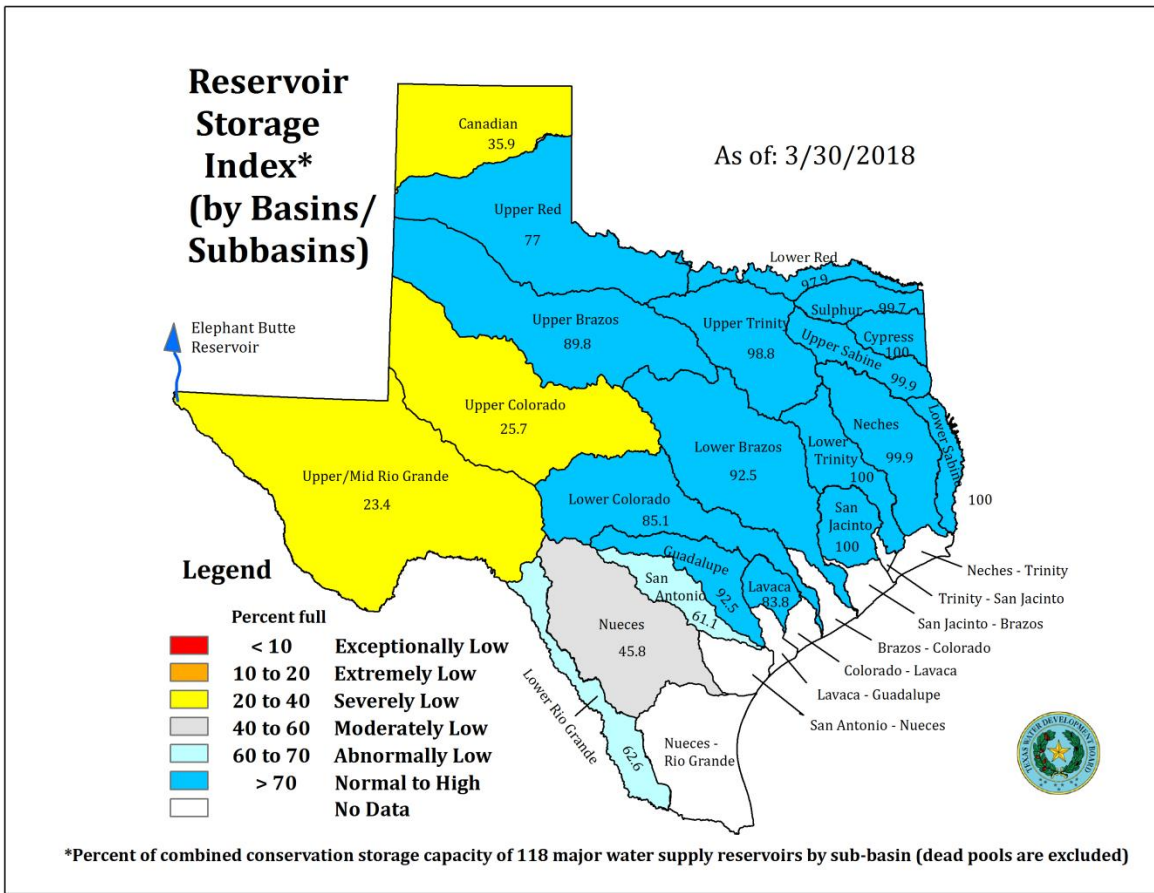 Reservoir
Storage
Index*
(by Basins/
Subbasins)
As of: 3/30/2018
Elephant Butte
Reservoir
Canadian
35.9
Upper Red
77
Lower Red
97.9
Sulphur
99.7
Cypress
100
Upper Brazos
89.8
Upper Trinity
98.8
Upper Sabine
99.9
Upper Colorado
25.7
Upper/Mid Rio Grande
23.4
Lower Brazos
92.5
Lower
Trinity
100
Neches
99.9
Lower Sabine
100
Lower Colorado
85.1
San
Jacinto
100
Guadalupe
92.5
Lavaca
83.8
San
Antonio
61.1
Nueces
45.8
Lower Rio Grande
62.6
Nueces -
Rio Grande
Neches - Trinity
Trinity - San Jacinto
San Jacinto - Brazos
Brazos - Colorado
Colorado - Lavaca
Lavaca - Guadalupe
San Antonio - Nueces
Legend
Percent full
< 10 Exceptionally Low
10 to 20 Extremely Low
20 to 40 Severely Low
40 to 60 Moderately Low
60 to 70 Abnormally Low
> 70 Normal to High
No Data
TEXAS WATER DEVELOPMENT BOARD
*Percent of combined conservation storage capacity of 118 major water supply reservoirs by sub-basin (dead pools are excluded)